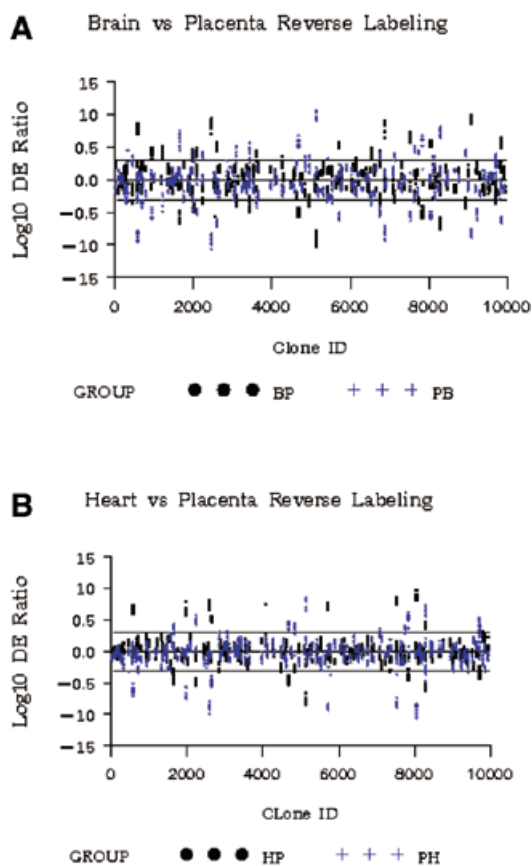 A
Brain vs Placenta Reverse Labeling
Log10 DE Ratio
15
10
0.5
0.0
−0.5
−10
−15
0 2000 4000 6000 8000 10000
Clone ID
GROUP BP PB
B
Heart vs Placenta Reverse Labeling
Log10 DE Ratio
15
10
0.5
0.0
−0.5
−10
−15
0 2000 4000 6000 8000 10000
CLone ID
GROUP HP PH